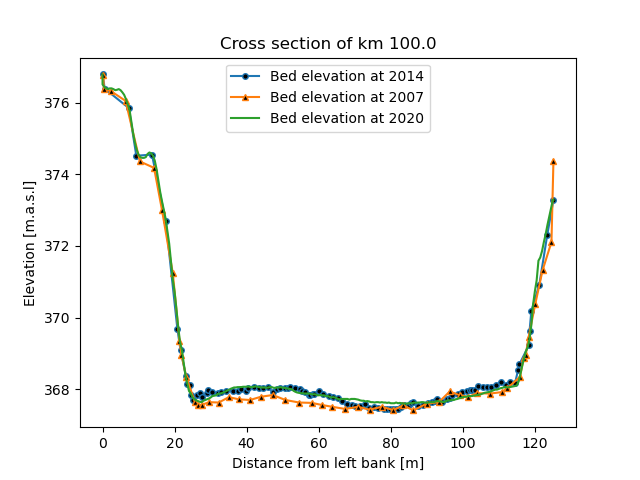 Cross section of km 100.0
Bed elevation at 2014
Bed elevation at 2007
Bed elevation at 2020
Elevation [m.a.s.l]
376
374
372
370
368
0 20 40 60 80 100 120
Distance from left bank [m]